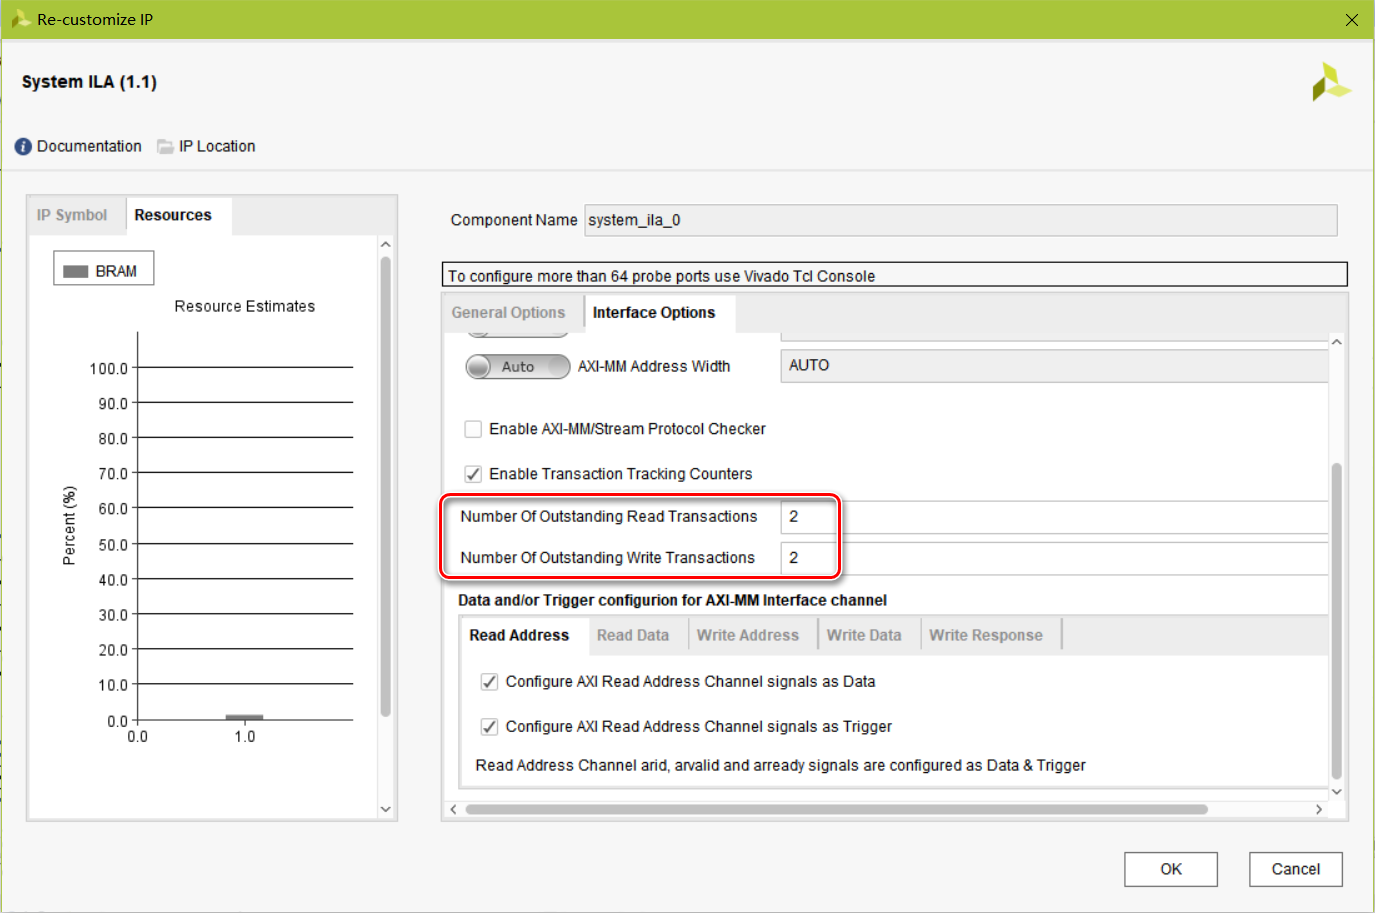 Re-customize IP
System ILA (1.1)
Documentation IP Location
IP Symbol Resources
BRAM
Resource Estimates
100.0
90.0
80.0
70.0
60.0
50.0
40.0
30.0
20.0
10.0
0.0
0.0 1.0
Percent (%)
Component Name system_ila_0
To configure more than 64 probe ports use Vivado Tcl Console
General Options Interface Options
Auto AXI-MM Address Width AUTO
Enable AXI-MM/Stream Protocol Checker
Enable Transaction Tracking Counters
Number Of Outstanding Read Transactions 2
Number Of Outstanding Write Transactions 2
Data and/or Trigger configurion for AXI-MM Interface channel
Read Address Read Data Write Address Write Data Write Response
Configure AXI Read Address Channel signals as Data
Configure AXI Read Address Channel signals as Trigger
Read Address Channel arid, arvalid and arready signals are configured as Data & Trigger
OK Cancel